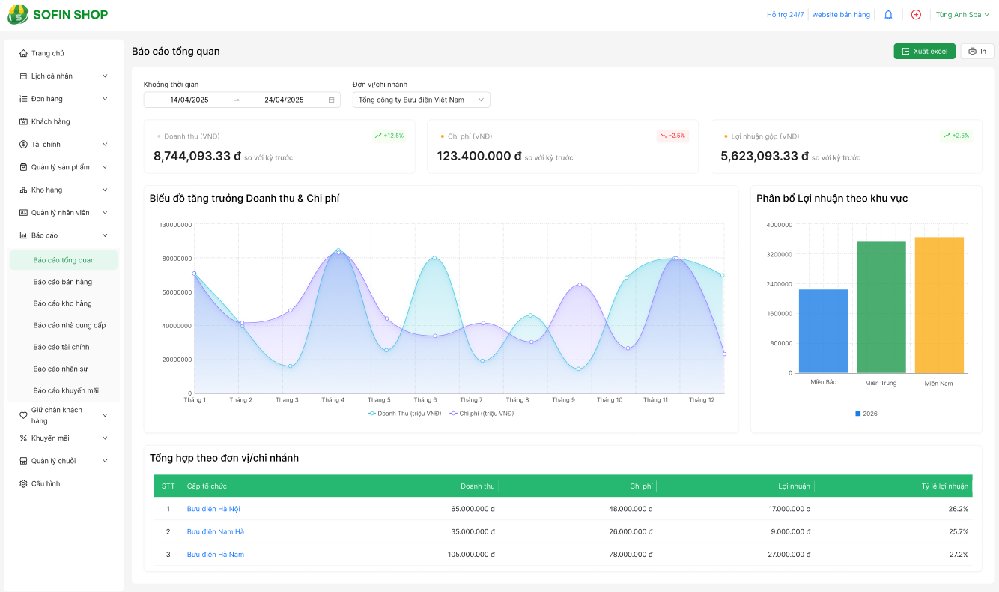 SOFIN SHOP
Hỗ trợ 24/7
website bán hàng
Tùng Anh Spa
Trang chủ
Lịch cá nhân
Đơn hàng
Khách hàng
Tài chính
Quản lý sản phẩm
Kho hàng
Quản lý nhân viên
Báo cáo
Báo cáo tổng quan
Báo cáo bán hàng
Báo cáo kho hàng
Báo cáo nhà cung cấp
Báo cáo tài chính
Báo cáo nhân sự
Báo cáo khuyến mãi
Giữ chân khách
hàng
Khuyến mãi
Quản lý chuỗi
Cấu hình
Báo cáo tổng quan
Xuất excel
In
Khoảng thời gian
14/04/2025
24/04/2025
Đơn vị/chi nhánh
Tổng công ty Bưu điện Việt Nam
Doanh thu (VNĐ)
+12.5%
8,744,093.33 đ so với kỳ trước
Chi phí (VNĐ)
-2.5%
123.400.000 đ so với kỳ trước
Lợi nhuận gộp (VNĐ)
+2.5%
5,623,093.33 đ so với kỳ trước
Biểu đồ tăng trưởng Doanh thu & Chi phí
130000000
80000000
50000000
40000000
20000000
0
Tháng 1 Tháng 2 Tháng 3 Tháng 4 Tháng 5 Tháng 6 Tháng 7 Tháng 8 Tháng 9 Tháng 10 Tháng 11 Tháng 12
Doanh Thu (triệu VNĐ) Chi phí ((triệu VNĐ)
Phân bổ Lợi nhuận theo khu vực
4000000
3200000
2400000
1600000
800000
0
Miền Bắc Miền Trung Miền Nam
2026
Tổng hợp theo đơn vị/chi nhánh
STT Cấp tổ chức Doanh thu Chi phí Lợi nhuận Tỷ lệ lợi nhuận
1 Bưu điện Hà Nội 65.000.000 đ 48.000.000 đ 17.000.000 đ 26.2%
2 Bưu điện Nam Hà 35.000.000 đ 26.000.000 đ 9.000.000 đ 25.7%
3 Bưu điện Hà Nam 105.000.000 đ 78.000.000 đ 27.000.000 đ 27.2%